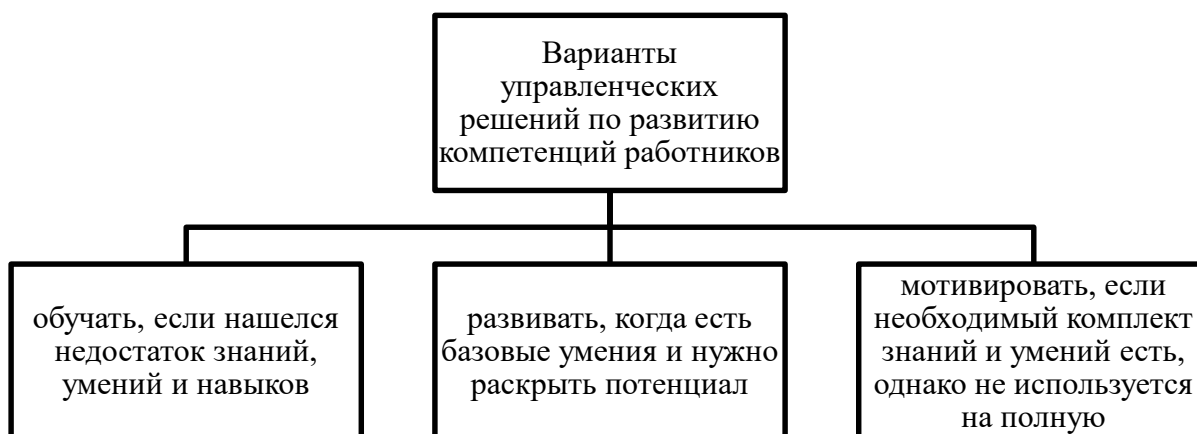 Варианты
управленческих
решений по развитию
компетенций работников
обучать, если нашелся
недостаток знаний,
умений и навыков
развивать, когда есть
базовые умения и нужно
раскрыть потенциал
мотивировать, если
необходимый комплект
знаний и умений есть,
однако не используется
на полную